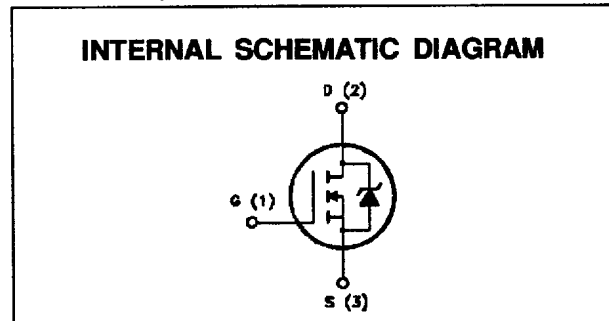 INTERNAL SCHEMATIC DIAGRAM
D (2)
G (1)
S (3)